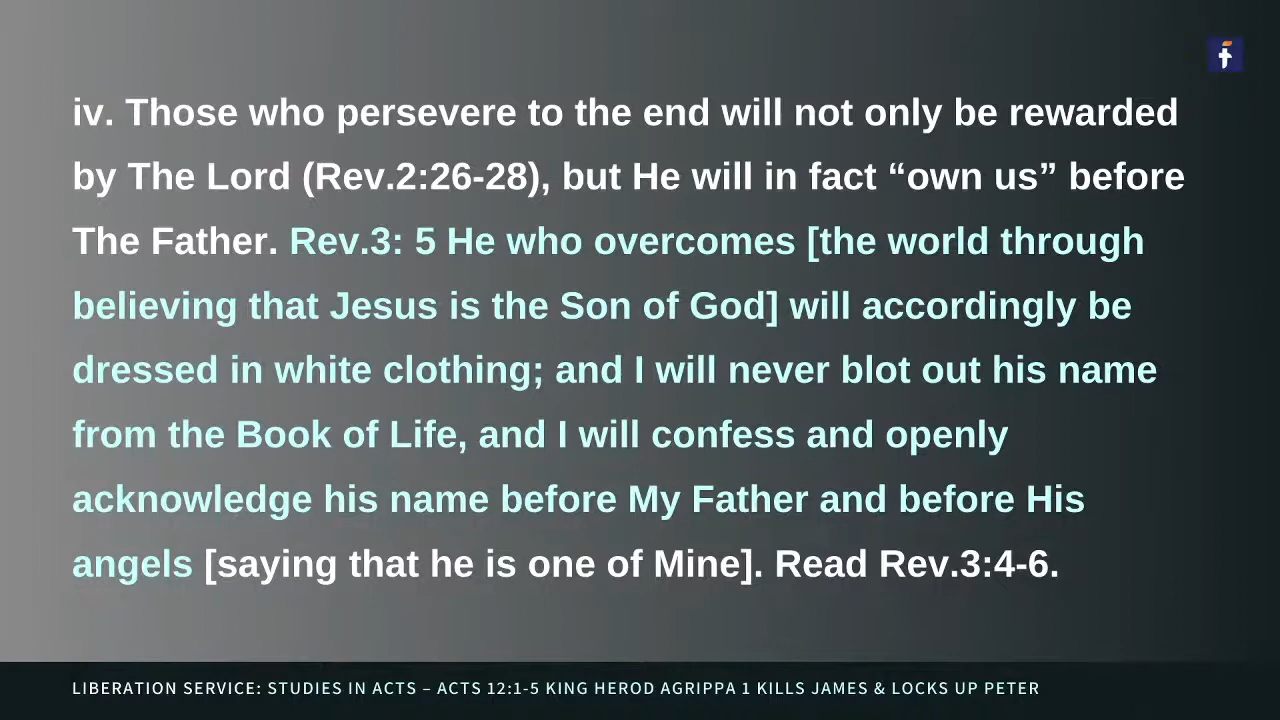 iv. Those who persevere to the end will not only be rewarded
by The Lord (Rev.2:26-28), but He will in fact “own us” before
The Father. Rev.3: 5 He who overcomes [the world through
believing that Jesus is the Son of God] will accordingly be
dressed in white clothing; and I will never blot out his name
from the Book of Life, and I will confess and openly
acknowledge his name before My Father and before His
angels [saying that he is one of Mine]. Read Rev.3:4-6.
LIBERATION SERVICE: STUDIES IN ACTS – ACTS 12:1-5 KING HEROD AGRIPPA 1 KILLS JAMES & LOCKS UP PETER